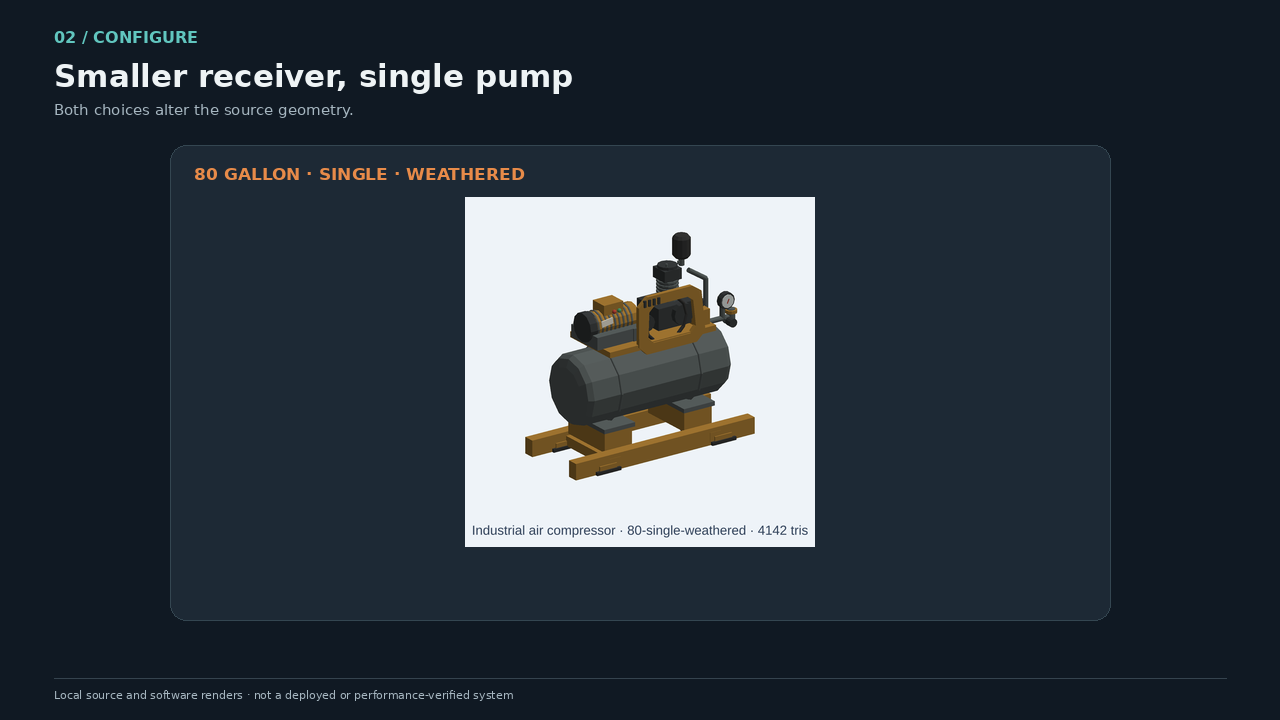 02 / CONFIGURE
Smaller receiver, single pump
Both choices alter the source geometry.
80 GALLON · SINGLE · WEATHERED
Industrial air compressor · 80-single-weathered · 4142 tris
Local source and software renders · not a deployed or performance-verified system